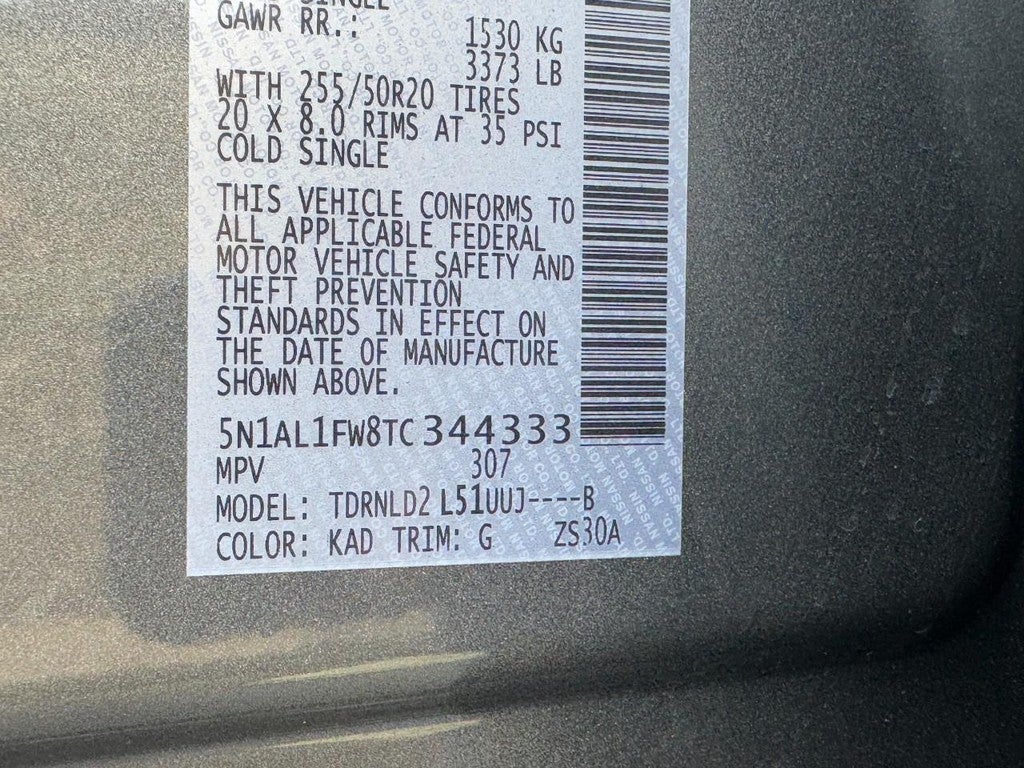 SINGLE
GAWR RR.: 1530 KG
3373 LB
WITH 255/50R20 TIRES
20 X 8.0 RIMS AT 35 PSI
COLD SINGLE
THIS VEHICLE CONFORMS TO
ALL APPLICABLE FEDERAL
MOTOR VEHICLE SAFETY AND
THEFT PREVENTION
STANDARDS IN EFFECT ON
THE DATE OF MANUFACTURE
SHOWN ABOVE.
5N1AL1FW8TC344333
MPV 307
MODEL: TDRNLD2 L51UUJ----B
COLOR: KAD TRIM: G ZS30A